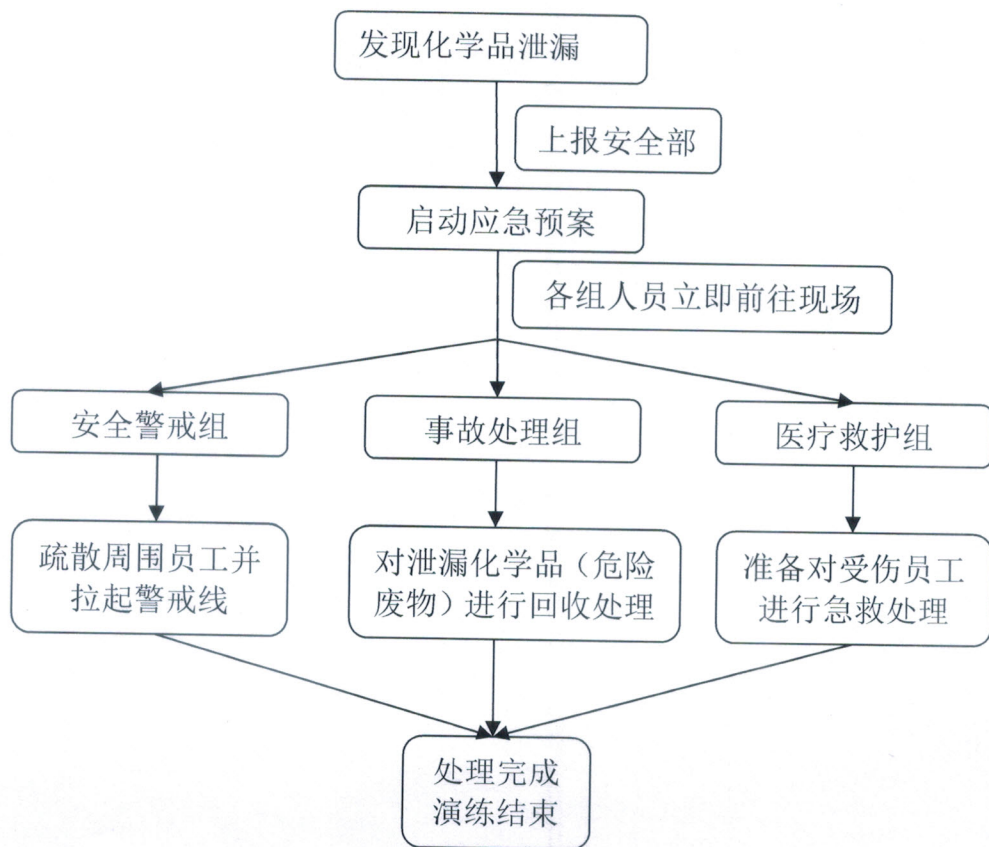 发现化学品泄漏
上报安全部
启动应急预案
各组人员立即前往现场
安全警戒组
事故处理组
医疗救护组
疏散周围员工并
拉起警戒线
对泄漏化学品（危险
废物）进行回收处理
准备对受伤员工
进行急救处理
处理完成
演练结束